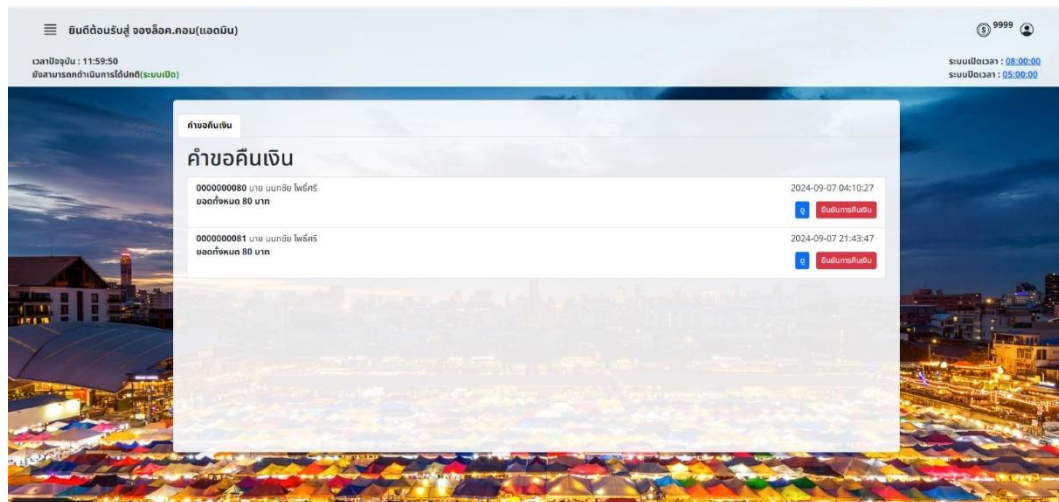 ยินดีต้อนรับสู่ จองล็อค.คอม(แอดมิน)
9999
เวลาปัจจุบัน : 11:59:50
ระบบเปิดเวลา : 08:00:00
ยังสามารถกดำเนินการได้ปกติ(ระบบเปิด)
ระบบปิดเวลา : 05:00:00
คำขอคืนเงิน
คำขอคืนเงิน
0000000080 นาย นนทชัย โพธิ์ศรี
2024-09-07 04:10:27
ยอดทั้งหมด 80 บาท
ดู ยืนยันการคืนเงิน
0000000081 นาย นนทชัย โพธิ์ศรี
2024-09-07 21:43:47
ยอดทั้งหมด 80 บาท
ดู ยืนยันการคืนเงิน